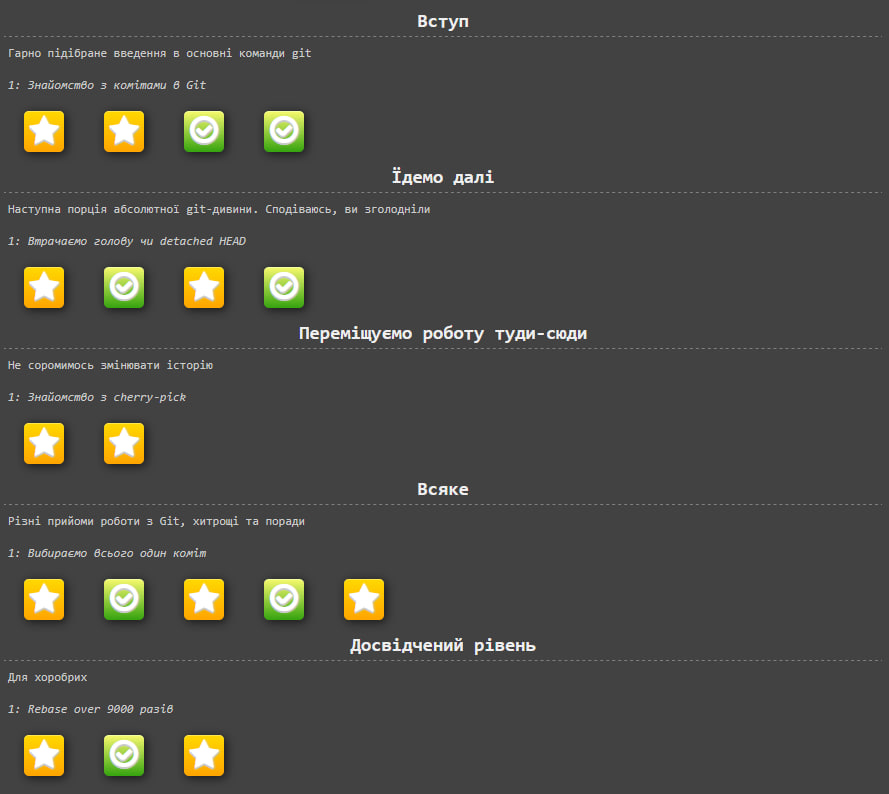 Вступ
Гарно підібране введення в основні команди git
1: Знайомство з комітами в Git
Їдемо далі
Наступна порція абсолютної git-дивини. Сподіваюсь, ви зголодніли
1: Втрачаємо голову чи detached HEAD
Переміщуємо роботу туди-сюди
Не соромимось змінювати історію
1: Знайомство з cherry-pick
Всяке
Різні прийоми роботи з Git, хитрощі та поради
1: Вибираємо всього один коміт
Досвідчений рівень
Для хоробрих
1: Rebase over 9000 разів